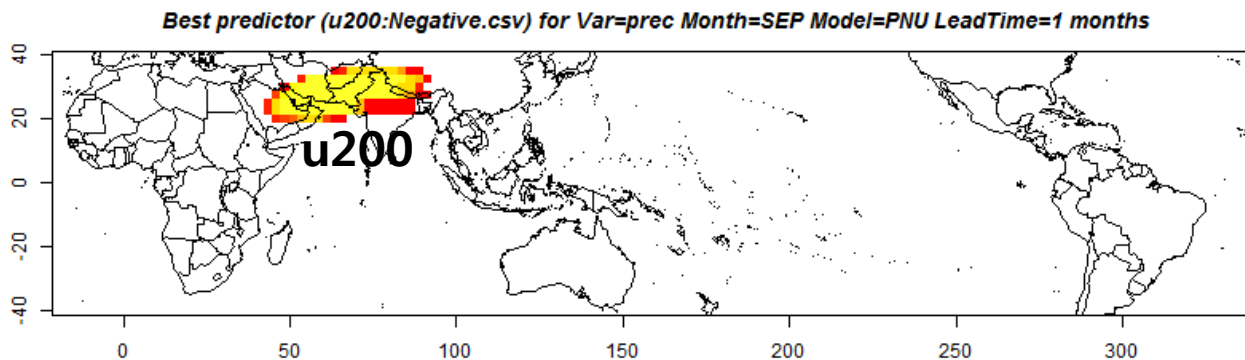 Best predictor (u200:Negative.csv) for Var=prec Month=SEP Model=PNU LeadTime=1 months
40
20
0
-20
-40
u200
0 50 100 150 200 250 300